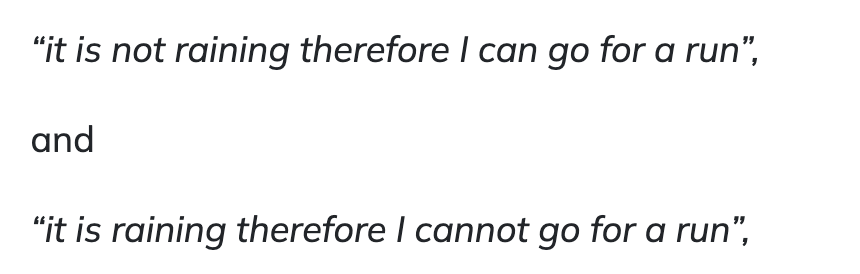 “it is not raining therefore I can go for a run”,
and
“it is raining therefore I cannot go for a run”,